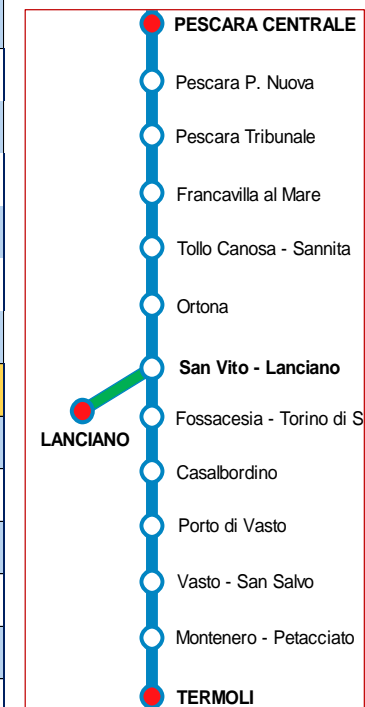 PESCARA CENTRALE
Pescara P. Nuova
Pescara Tribunale
Francavilla al Mare
Tollo Canosa - Sannita
Ortona
San Vito - Lanciano
LANCIANO
Fossacesia - Torino di S
Casalbordino
Porto di Vasto
Vasto - San Salvo
Montenero - Petacciato
TERMOLI